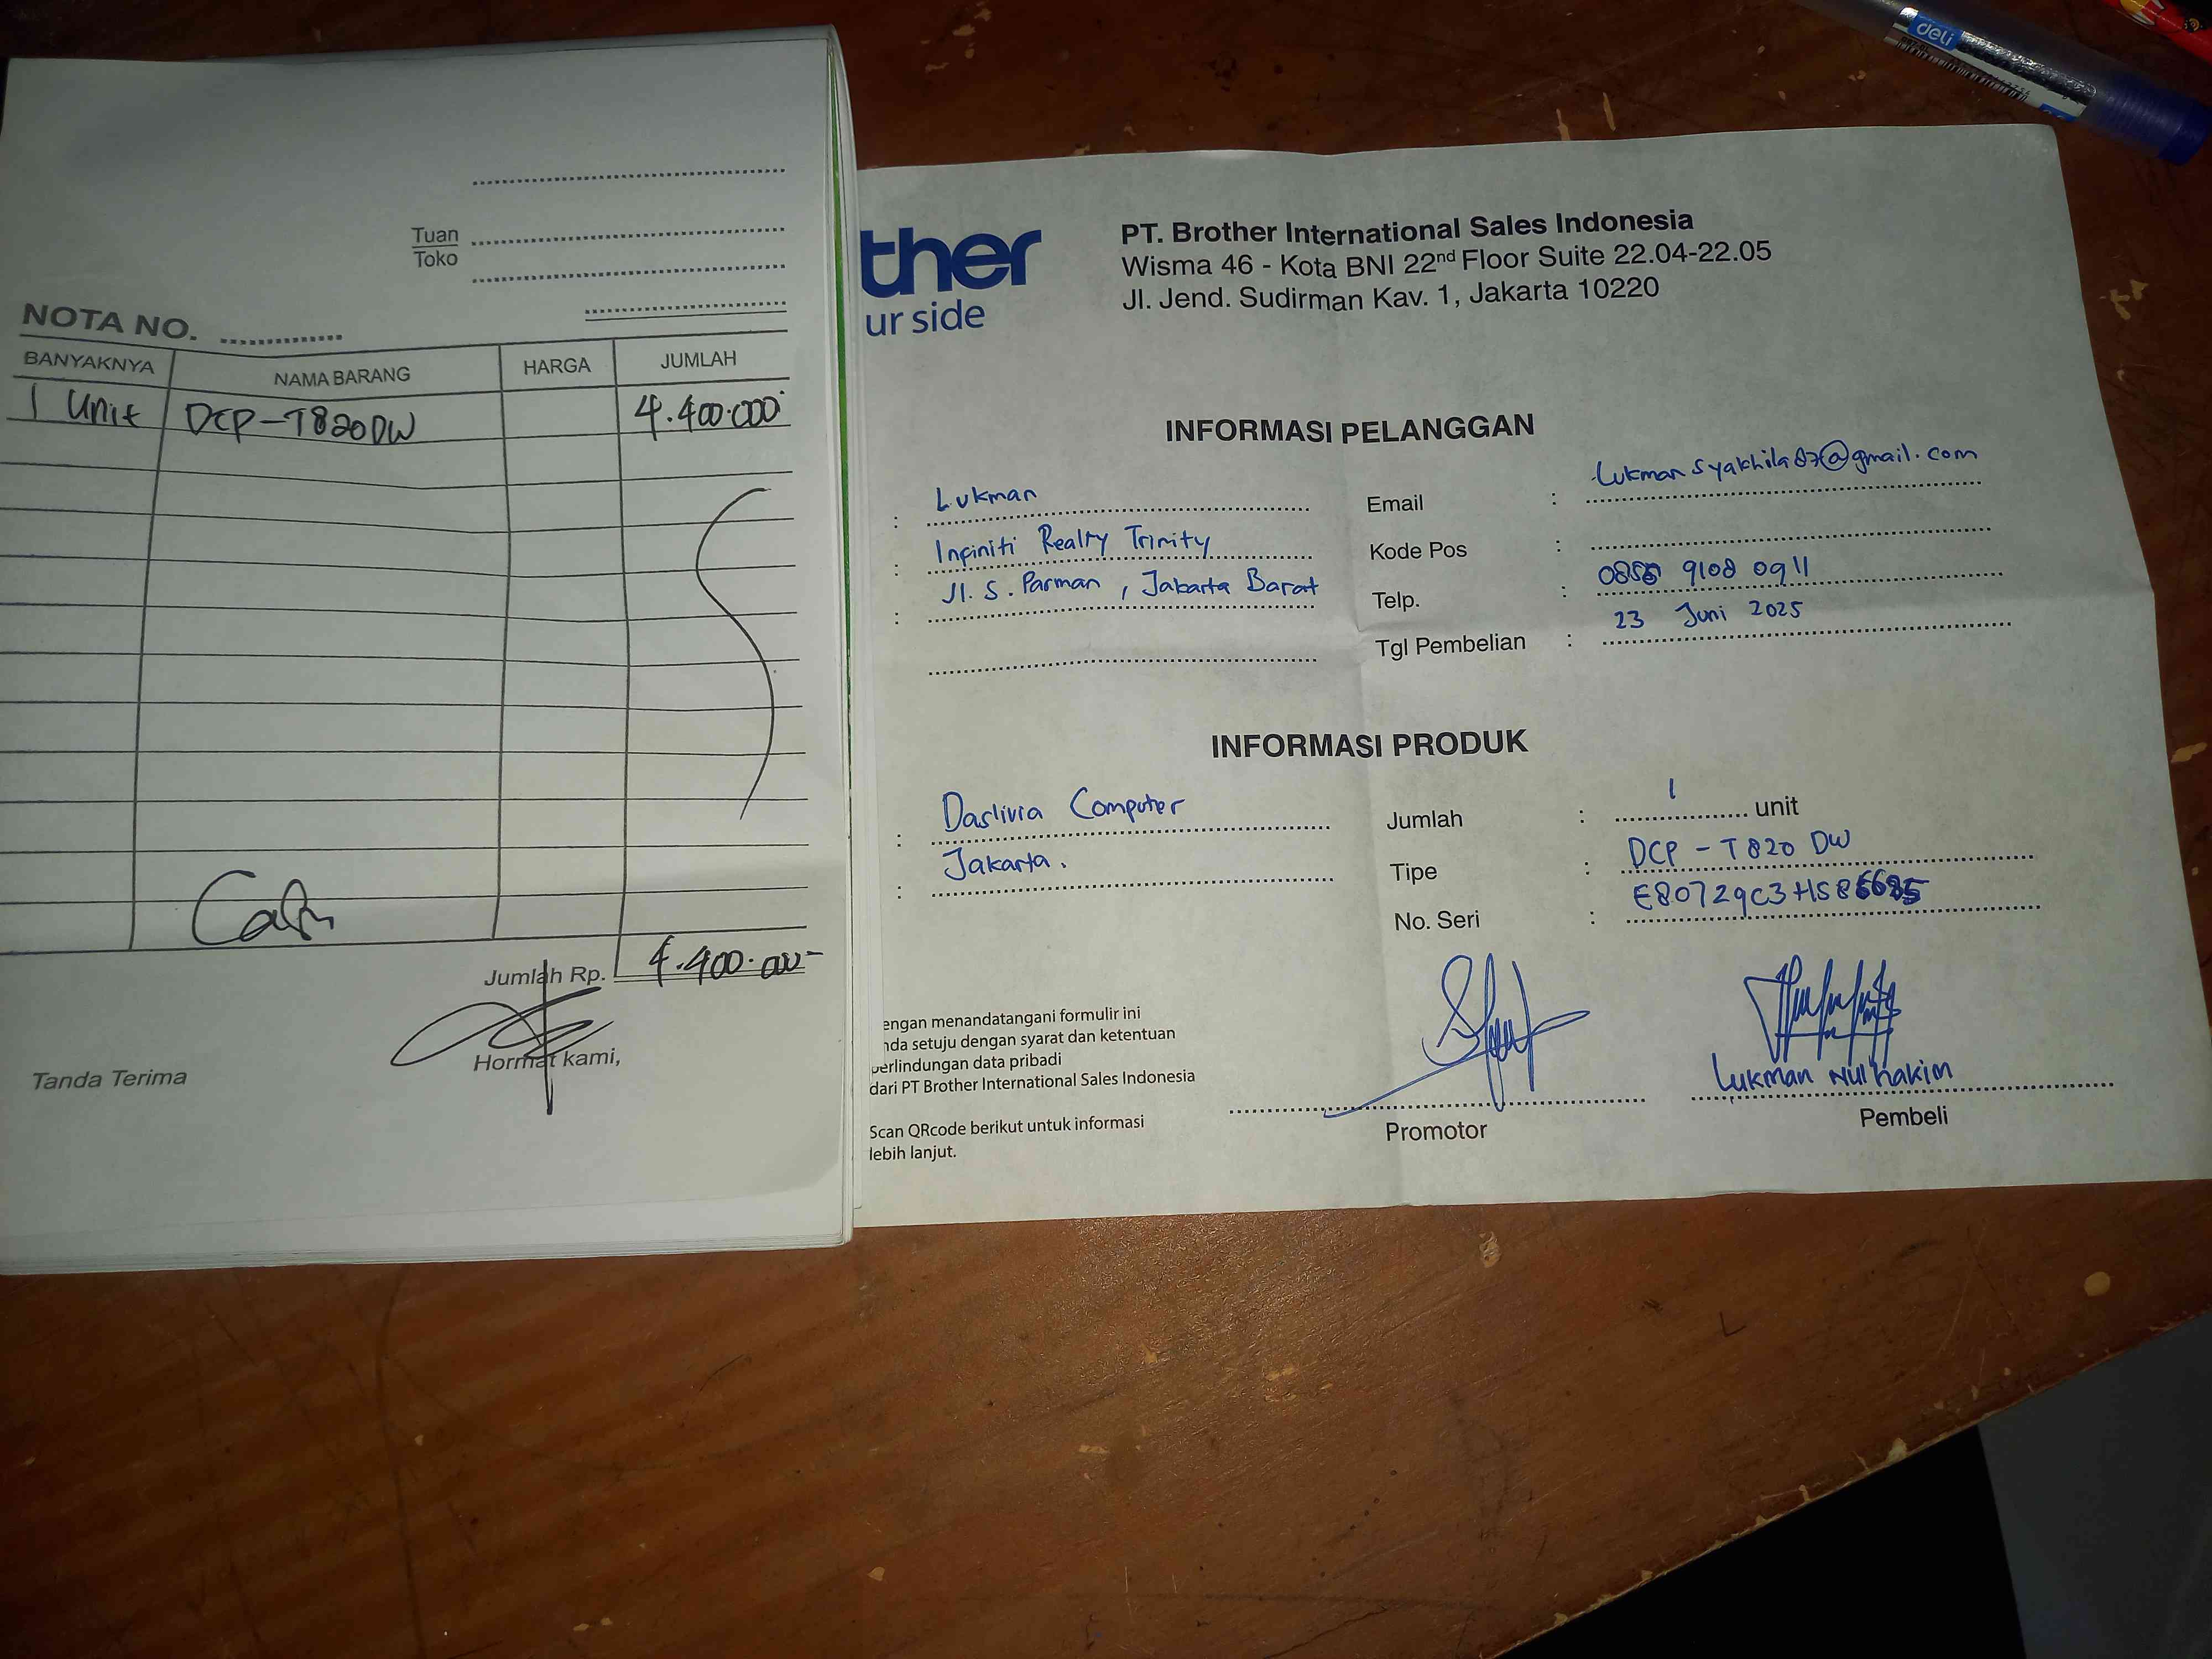 Tuan
Toko
NOTA NO.
BANYAKNYA NAMA BARANG HARGA JUMLAH
1 Unit DCP-T820DW 4.400.000
Cash
Jumlah Rp. 4.400.000-
Tanda Terima Hormat kami,
ther
ur side
PT. Brother International Sales Indonesia
Wisma 46 - Kota BNI 22nd Floor Suite 22.04-22.05
Jl. Jend. Sudirman Kav. 1, Jakarta 10220
INFORMASI PELANGGAN
: Lukman
: Infiniti Realty Trinity
: Jl. S. Parman, Jakarta Barat
Email : Lukmansyakhila87@gmail.com
Kode Pos :
Telp. : 9108 0911
Tgl Pembelian : 23 Juni 2025
INFORMASI PRODUK
: Daslivia Computer
: Jakarta.
Jumlah : 1 unit
Tipe : DCP - T820 DW
No. Seri :
engan menandatangani formulir ini
nda setuju dengan syarat dan ketentuan
erlindungan data pribadi
dari PT Brother International Sales Indonesia
Scan QRcode berikut untuk informasi
lebih lanjut.
Promotor
Lukman Nulhakim
Pembeli
deli